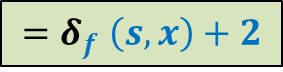 = δ_f (s, x) + 2